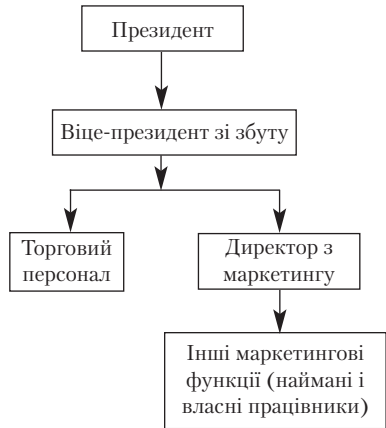 Президент
Віце-президент зі збуту
Торговий
персонал
Директор з
маркетингу
Інші маркетингові
функції (наймані і
власні працівники)